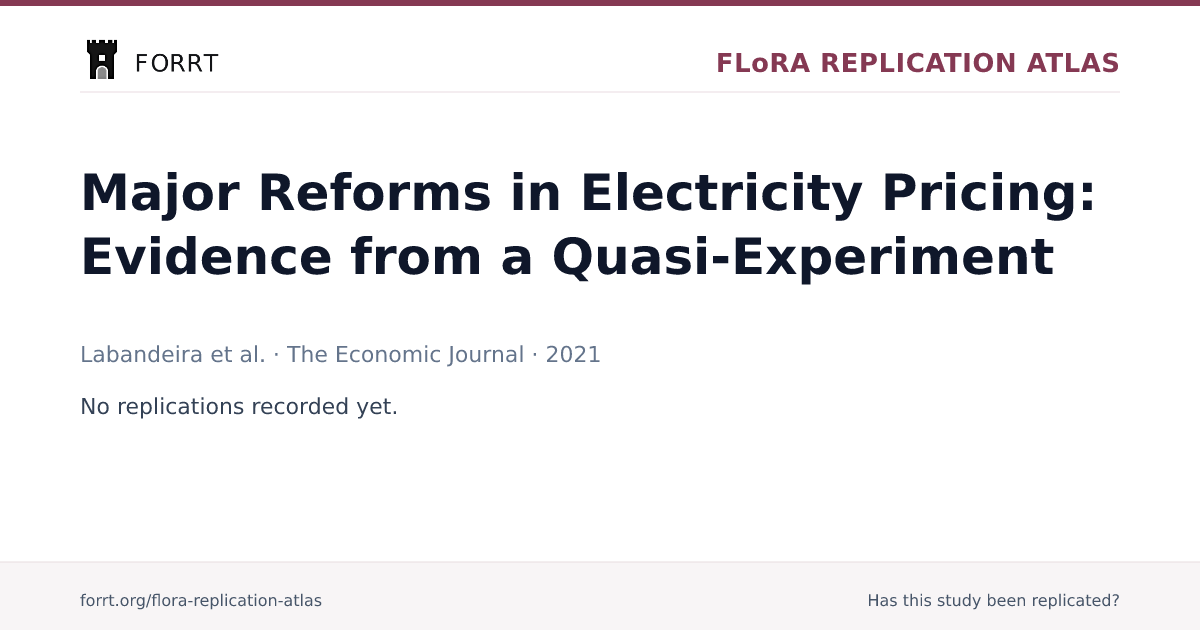 FORRT
FLoRA REPLICATION ATLAS
Major Reforms in Electricity Pricing:
Evidence from a Quasi-Experiment
Labandeira et al. · The Economic Journal · 2021
No replications recorded yet.
forrt.org/flora-replication-atlas
Has this study been replicated?